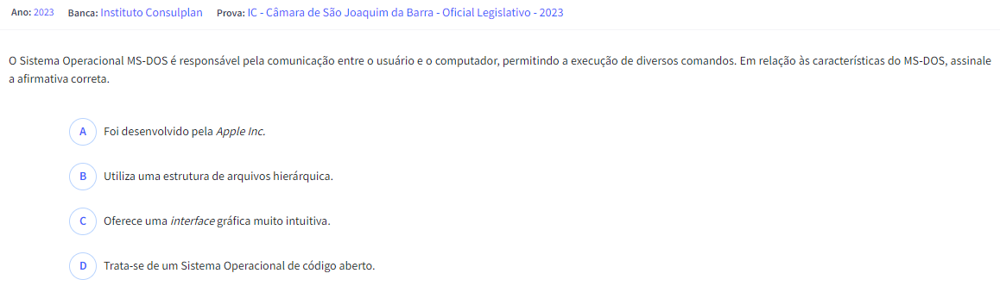 Ano: 2023 Banca: Instituto Consulplan Prova: IC - Câmara de São Joaquim da Barra - Oficial Legislativo - 2023
O Sistema Operacional MS-DOS é responsável pela comunicação entre o usuário e o computador, permitindo a execução de diversos comandos. Em relação às características do MS-DOS, assinale
a afirmativa correta.
A Foi desenvolvido pela Apple Inc.
B Utiliza uma estrutura de arquivos hierárquica.
C Oferece uma interface gráfica muito intuitiva.
D Trata-se de um Sistema Operacional de código aberto.